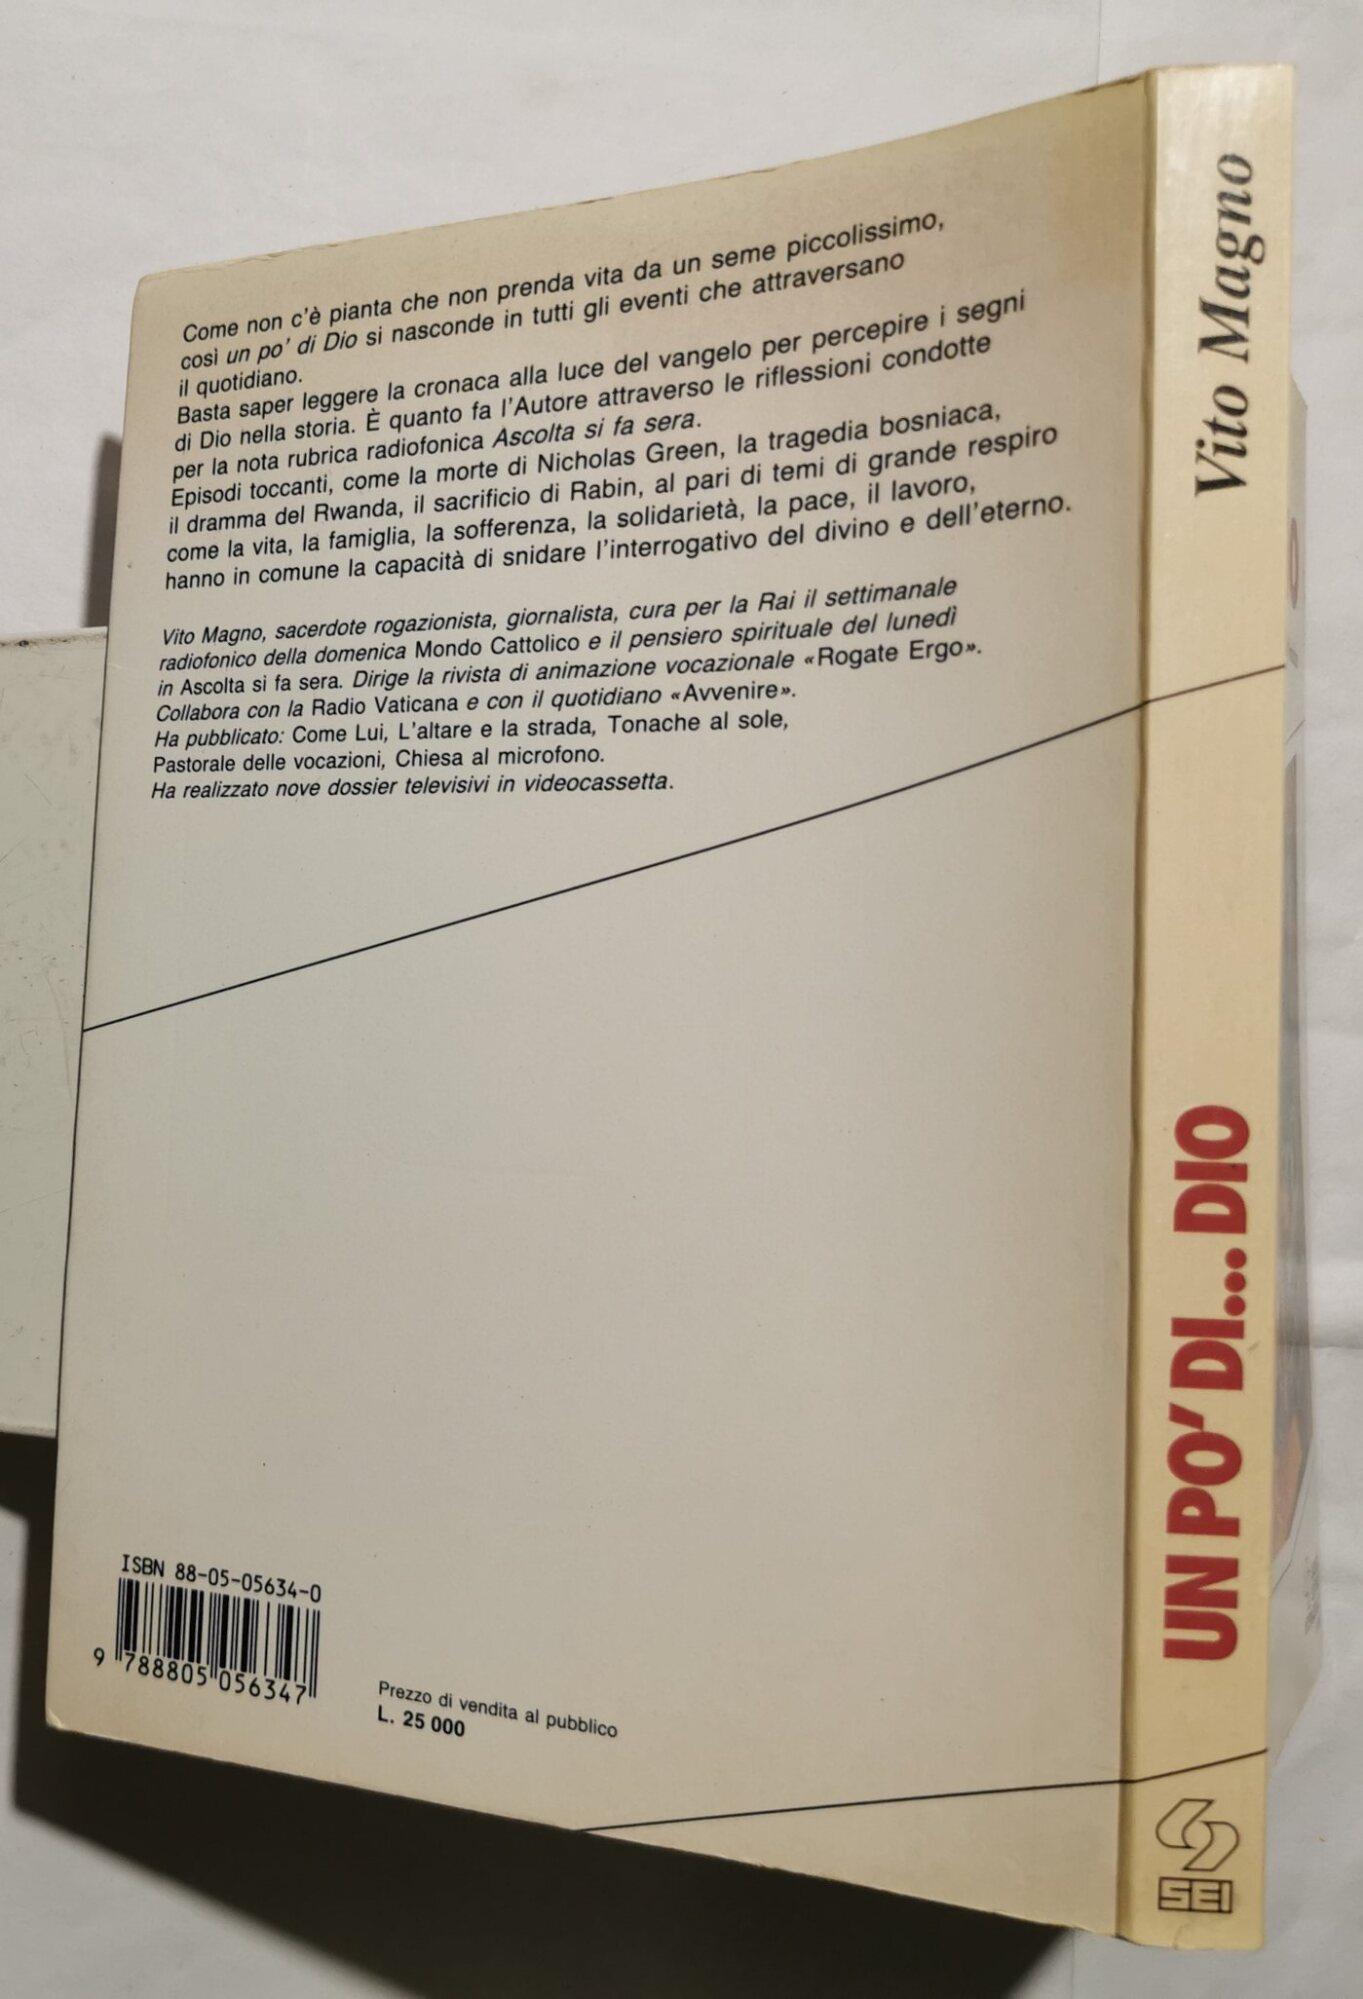 Come non c'è pianta che non prenda vita da un seme piccolissimo,
così un po' di Dio si nasconde in tutti gli eventi che attraversano
il quotidiano.
Basta saper leggere la cronaca alla luce del vangelo per percepire i segni
di Dio nella storia. È quanto fa l'Autore attraverso le riflessioni condotte
per la nota rubrica radiofonica Ascolta si fa sera.
Episodi toccanti, come la morte di Nicholas Green, la tragedia bosniaca,
il dramma del Rwanda, il sacrificio di Rabin, al pari di temi di grande respiro
come la vita, la famiglia, la sofferenza, la solidarietà, la pace, il lavoro,
hanno in comune la capacità di snidare l'interrogativo del divino e dell'eterno.
Vito Magno, sacerdote rogazionista, giornalista, cura per la Rai il settimanale
radiofonico della domenica Mondo Cattolico e il pensiero spirituale del lunedì
in Ascolta si fa sera. Dirige la rivista di animazione vocazionale «Rogate Ergo».
Collabora con la Radio Vaticana e con il quotidiano «Avvenire».
Ha pubblicato: Come Lui, L'altare e la strada, Tonache al sole,
Pastorale delle vocazioni, Chiesa al microfono.
Ha realizzato nove dossier televisivi in videocassetta.
ISBN 88-05-05634-0
9 788805 056347
Prezzo di vendita al pubblico
L. 25 000
Vito Magno
UN PO' DI... DIO
SEI